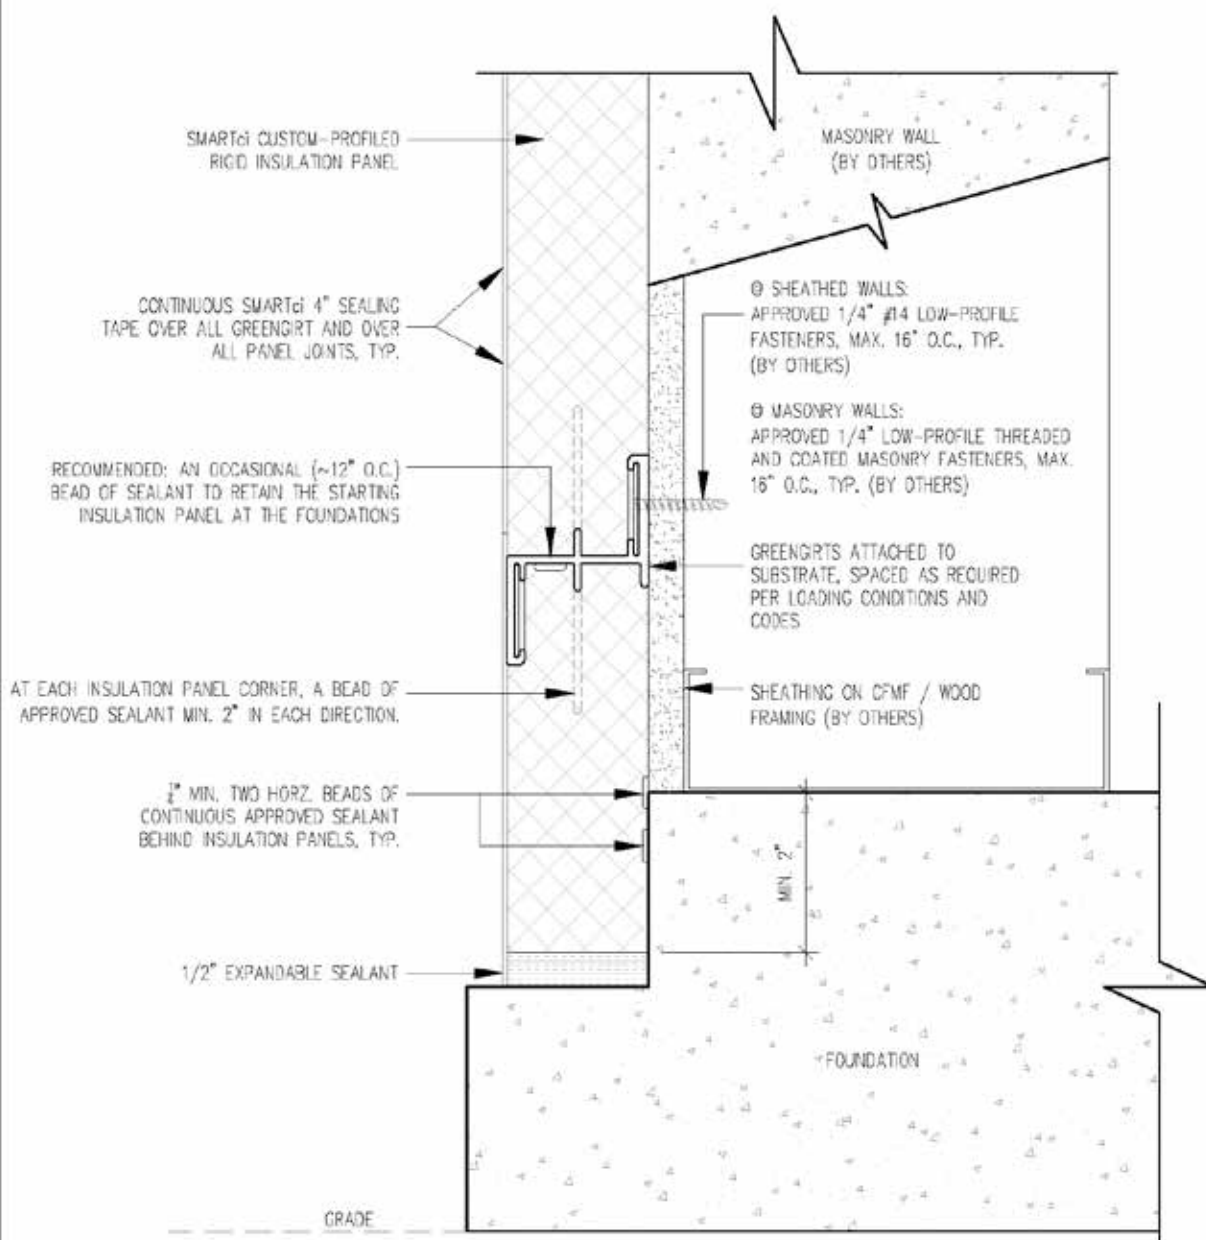 SMARTci CUSTOM-PROFILED
RIGID INSULATION PANEL
MASONRY WALL
(BY OTHERS)
CONTINUOUS SMARTci 4" SEALING
TAPE OVER ALL GREENGIRT AND OVER
ALL PANEL JOINTS, TYP.
@ SHEATHED WALLS:
APPROVED 1/4" #14 LOW-PROFILE
FASTENERS, MAX. 16" O.C., TYP.
(BY OTHERS)
@ MASONRY WALLS:
APPROVED 1/4" LOW-PROFILE THREADED
AND COATED MASONRY FASTENERS, MAX.
16" O.C., TYP. (BY OTHERS)
RECOMMENDED: AN OCCASIONAL (~12" O.C.)
BEAD OF SEALANT TO RETAIN THE STARTING
INSULATION PANEL AT THE FOUNDATIONS
GREENGIRTS ATTACHED TO
SUBSTRATE, SPACED AS REQUIRED
PER LOADING CONDITIONS AND
CODES
AT EACH INSULATION PANEL CORNER, A BEAD OF
APPROVED SEALANT MIN. 2" IN EACH DIRECTION.
SHEATHING ON CFMF / WOOD
FRAMING (BY OTHERS)
MIN. TWO HORZ. BEADS OF
CONTINUOUS APPROVED SEALANT
BEHIND INSULATION PANELS, TYP.
MIN. 2"
1/2" EXPANDABLE SEALANT
FOUNDATION
GRADE